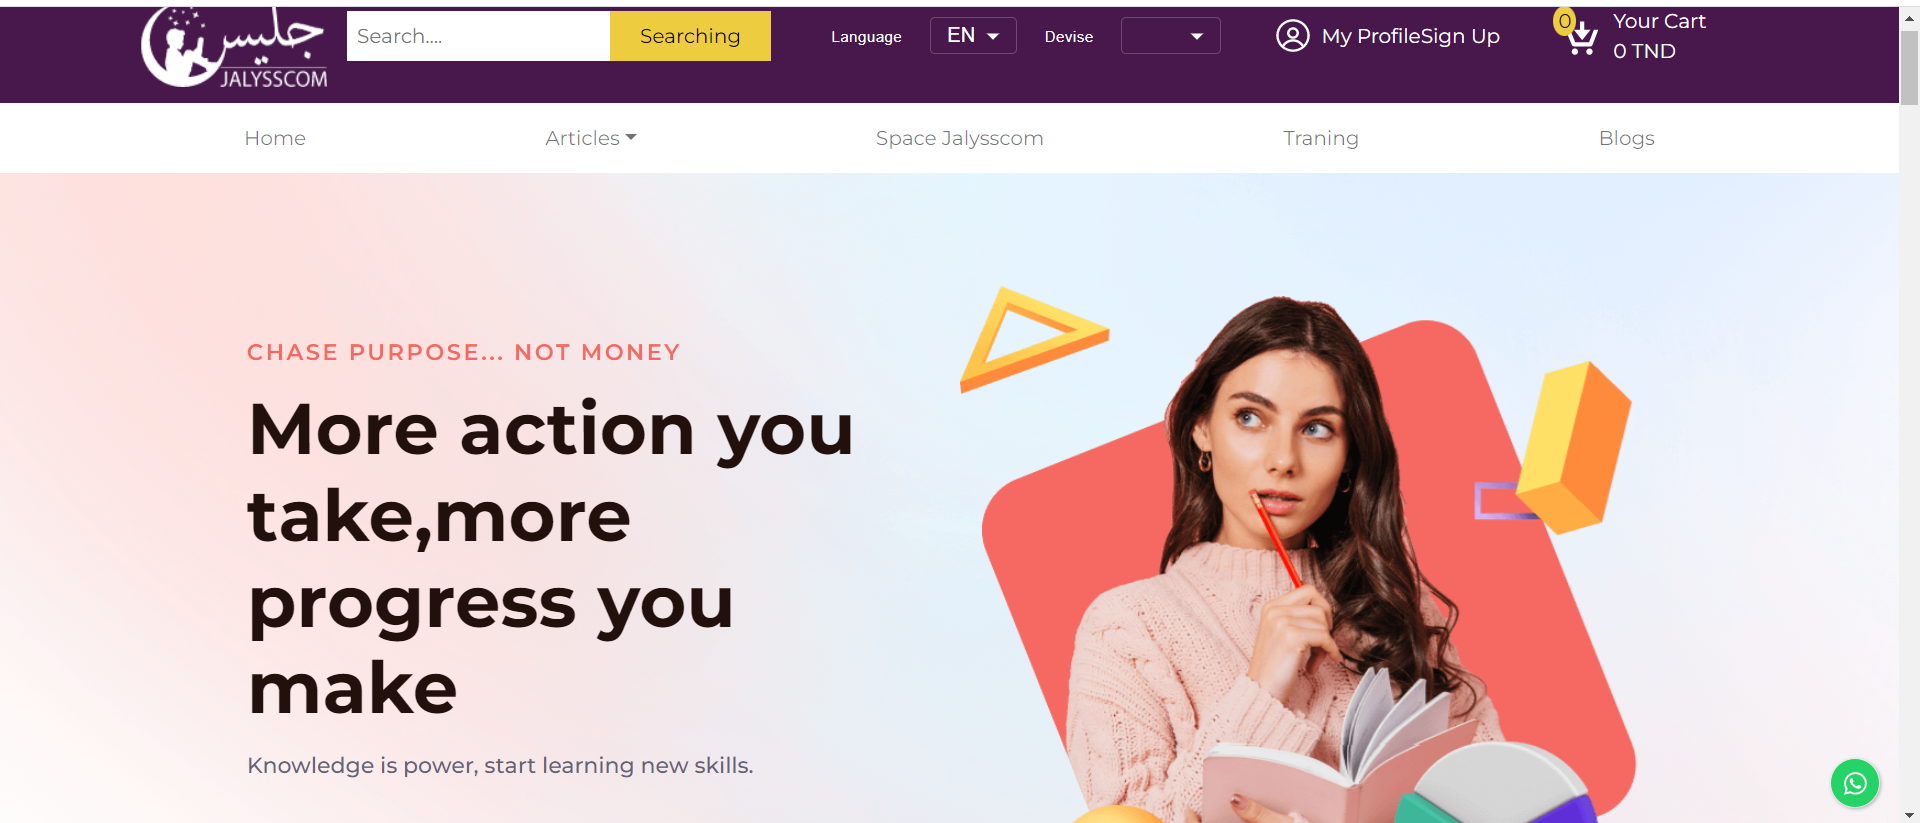 جليس
JALYSSCOM
Search....
Searching
Language
EN
Devise
My ProfileSign Up
0
Your Cart
0 TND
Home
Articles
Space Jalysscom
Traning
Blogs
CHASE PURPOSE... NOT MONEY
More action you
take,more
progress you
make
Knowledge is power, start learning new skills.